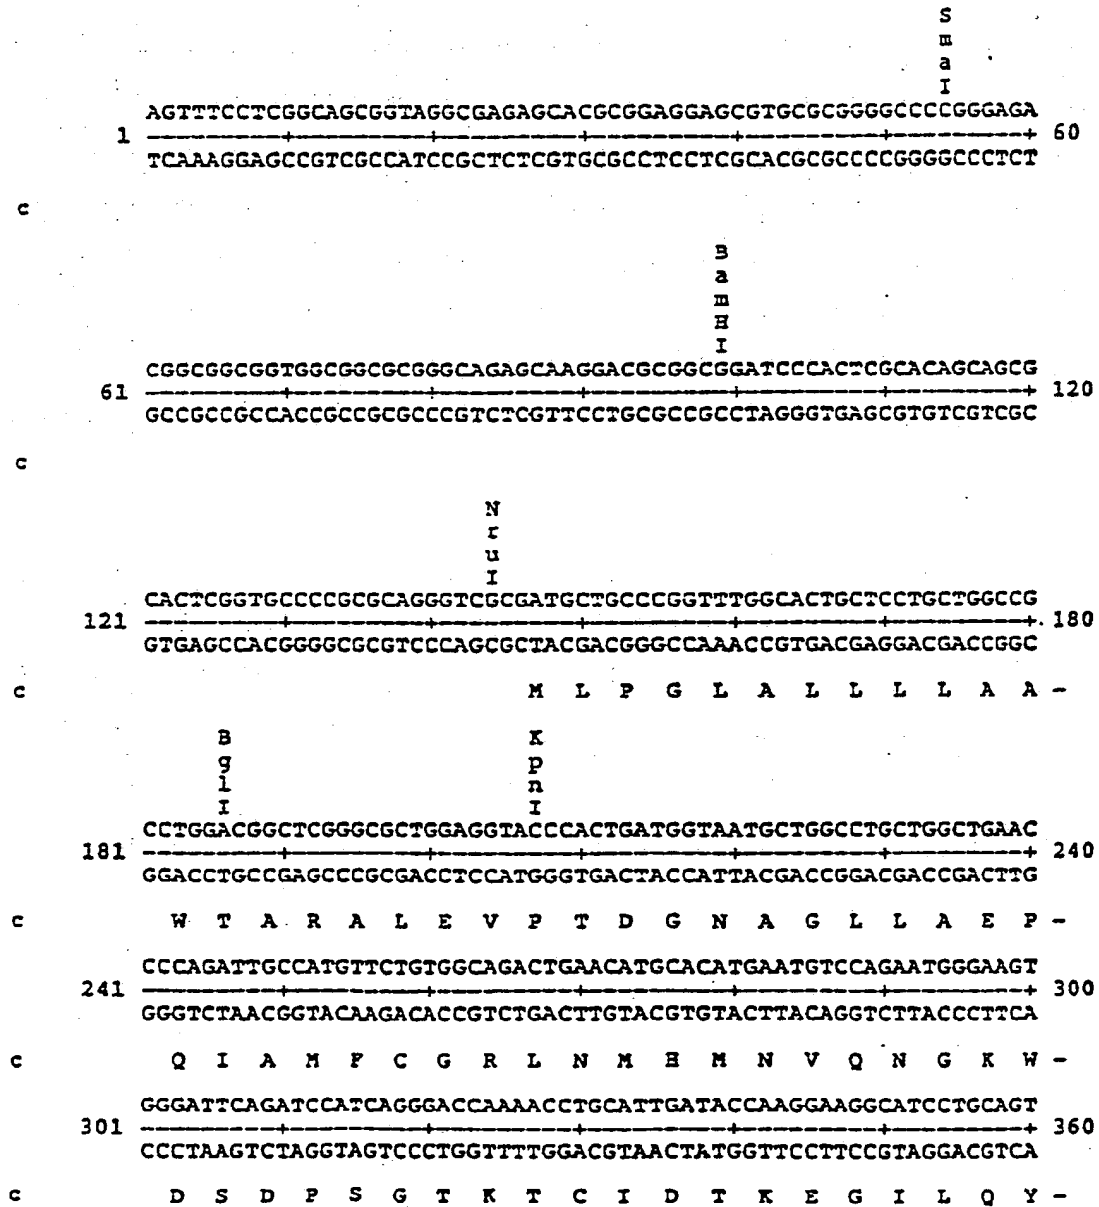 S
m
a
I
AGTTTCCTCGGCAGCGGTAGGCGAGAGCACGCGGAGGAGCGTGCGCGGGGCCCCGGGAGA
1 ---------+---------+---------+---------+---------+---------+ 60
TCAAAGGAGCCGTCGCCATCCGCTCTCGTGCGCCTCCTCGCACGCGCCCCGGGGCCCTCT
c
B
a
m
H
I
CGGCGGCGGTGGCGGCGCGGGCAGAGCAAGGACGCGGCGGATCCCACTCGCACAGCAGCG
61 ---------+---------+---------+---------+---------+---------+ 120
GCCGCCGCCACCGCCGCGCCCGTCTCGTTCCTGCGCCGCCTAGGGTGAGCGTGTCGTCGC
c
N
r
u
I
CACTCGGTGCCCCGCGCAGGGTCGCGATGCTGCCCGGTTTGGCACTGCTCCTGCTGGCCG
121 ---------+---------+---------+---------+---------+---------+ 180
GTGAGCCACGGGGCGCGTCCCAGCGCTACGACGGGCCAAACCGTGACGAGGACGACCGGC
c M L P G L A L L L L A A -
B K
g p
l n
I I
CCTGGACGGCTCGGGCGCTGGAGGTACCCACTGATGGTAATGCTGGCCTGCTGGCTGAAC
181 ---------+---------+---------+---------+---------+---------+ 240
GGACCTGCCGAGCCCGCGACCTCCATGGGTGACTACCATTACGACCGGACGACCGACTTG
c W T A R A L E V P T D G N A G L L A E P -
CCCAGATTGCCATGTTCTGTGGCAGACTGAACATGCACATGAATGTCCAGAATGGGAAGT
241 ---------+---------+---------+---------+---------+---------+ 300
GGGTCTAACGGTACAAGACACCGTCTGACTTGTACGTGTACTTACAGGTCTTACCCTTCA
c Q I A M F C G R L N M H M N V Q N G K W -
GGGATTCAGATCCATCAGGGACCAAAACCTGCATTGATACCAAGGAAGGCATCCTGCAGT
301 ---------+---------+---------+---------+---------+---------+ 360
CCCTAAGTCTAGGTAGTCCCTGGTTTTGGACGTAACTATGGTTCCTTCCGTAGGACGTCA
c D S D P S G T K T C I D T K E G I L Q Y -